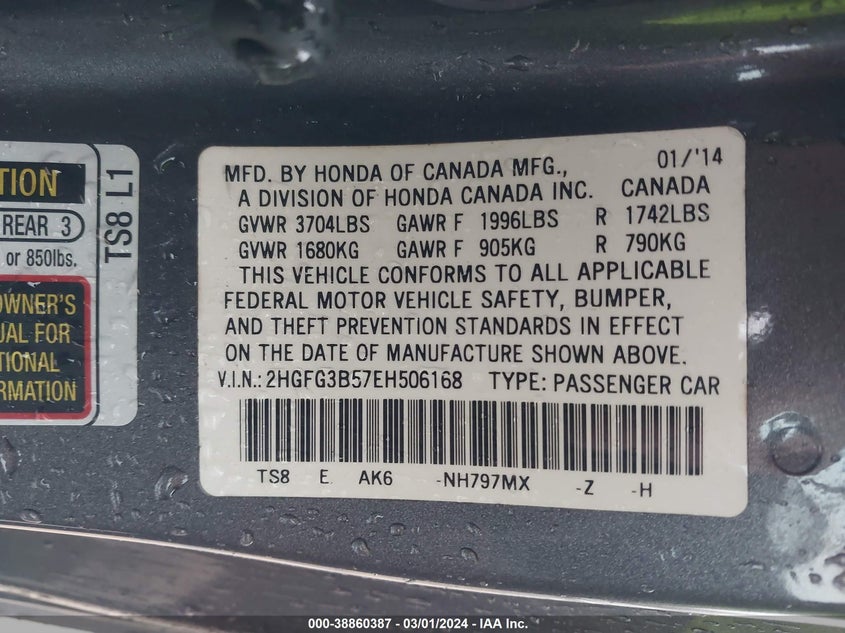 TION
REAR 3
or 850lbs.
OWNER'S
UAL FOR
TIONAL
RMATION
TS8 L1
MFD. BY HONDA OF CANADA MFG., 01/'14
A DIVISION OF HONDA CANADA INC. CANADA
GVWR 3704LBS GAWR F 1996LBS R 1742LBS
GVWR 1680KG GAWR F 905KG R 790KG
THIS VEHICLE CONFORMS TO ALL APPLICABLE
FEDERAL MOTOR VEHICLE SAFETY, BUMPER,
AND THEFT PREVENTION STANDARDS IN EFFECT
ON THE DATE OF MANUFACTURE SHOWN ABOVE.
V.I.N.: 2HGFG3B57EH506168 TYPE: PASSENGER CAR
TS8 E AK6 -NH797MX -Z -H
000-38860387 - 03/01/2024 - IAA Inc.